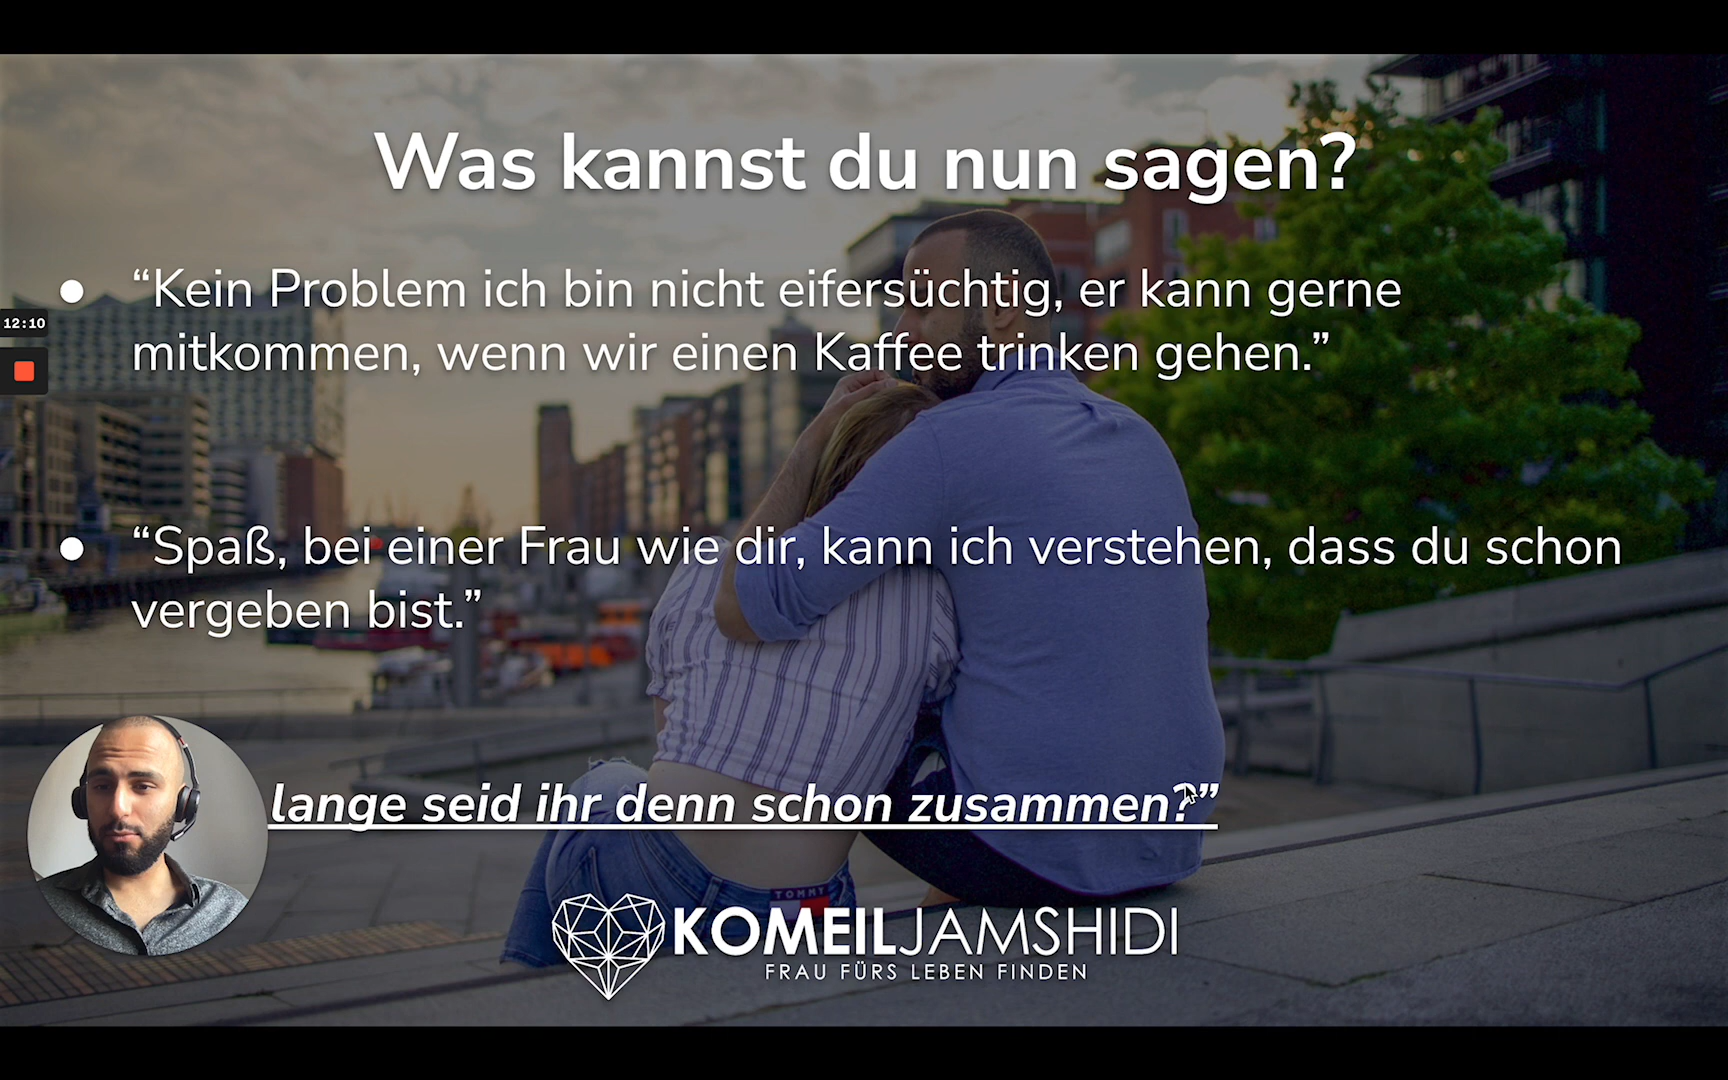 Was kannst du nun sagen?
“Kein Problem ich bin nicht eifersüchtig, er kann gerne
mitkommen, wenn wir einen Kaffee trinken gehen.”
12:10
“Spaß, bei einer Frau wie dir, kann ich verstehen, dass du schon
vergeben bist.”
lange seid ihr denn schon zusammen?”
TOMMY
KOMEILJAMSHIDI
FRAU FÜRS LEBEN FINDEN